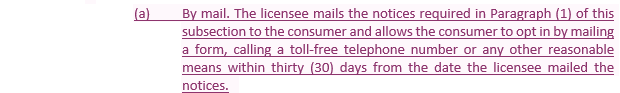 (a) By mail. The licensee mails the notices required in Paragraph (1) of this
subsection to the consumer and allows the consumer to opt in by mailing
a form, calling a toll-free telephone number or any other reasonable
means within thirty (30) days from the date the licensee mailed the
notices.